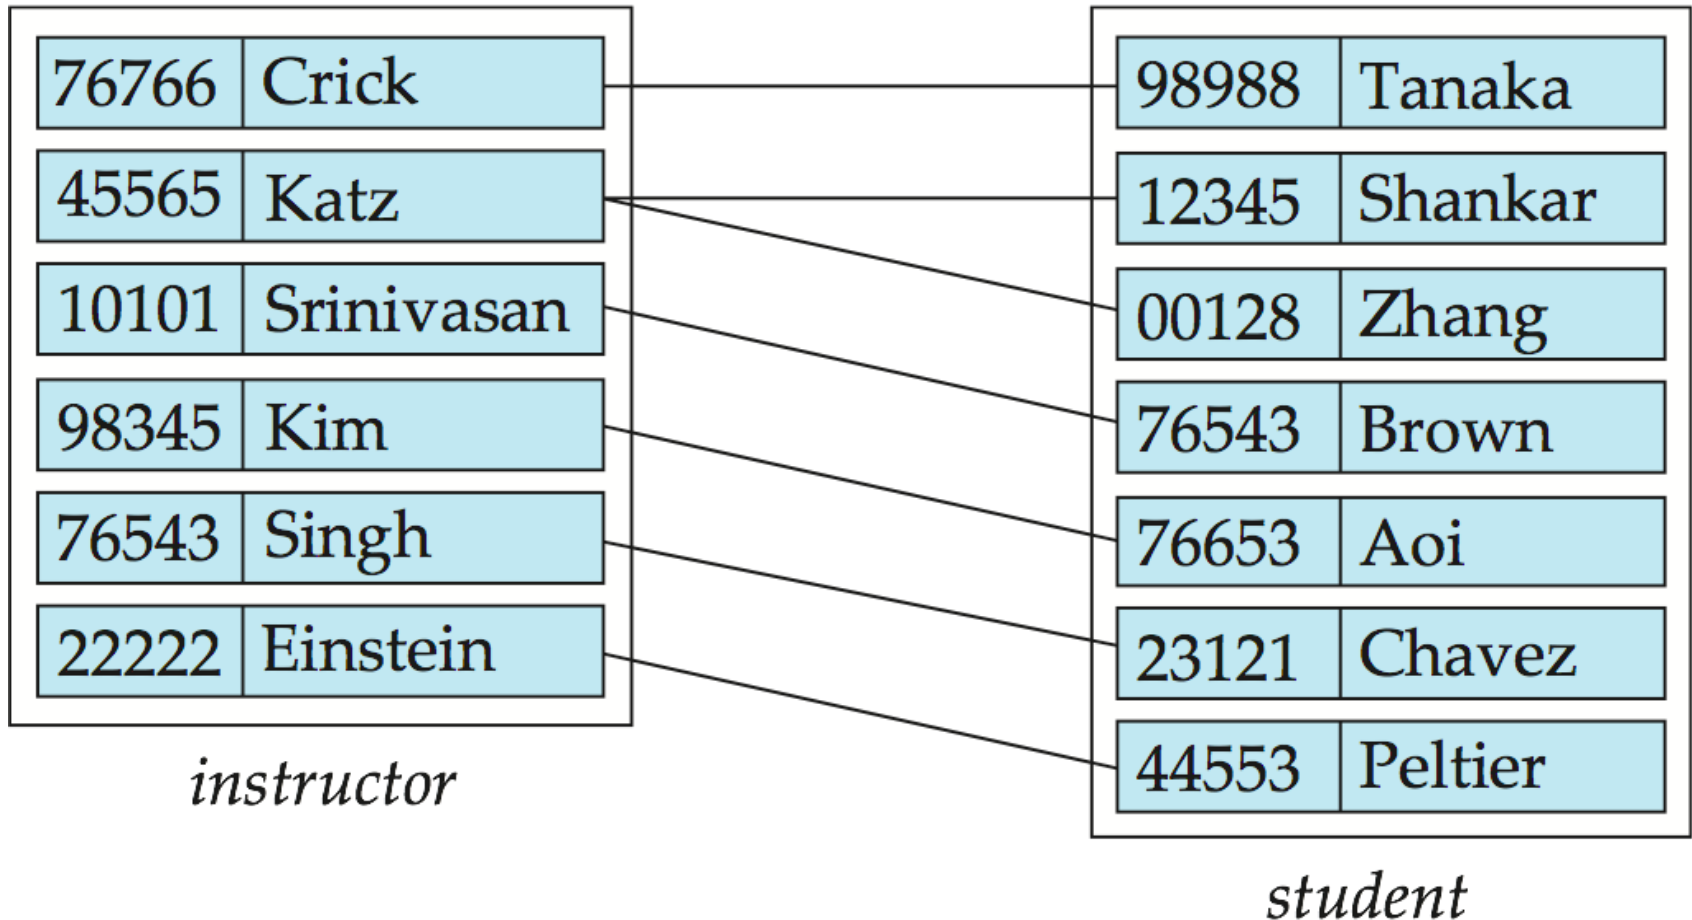 76766 Crick
45565 Katz
10101 Srinivasan
98345 Kim
76543 Singh
22222 Einstein
instructor
98988 Tanaka
12345 Shankar
00128 Zhang
76543 Brown
76653 Aoi
23121 Chavez
44553 Peltier
student